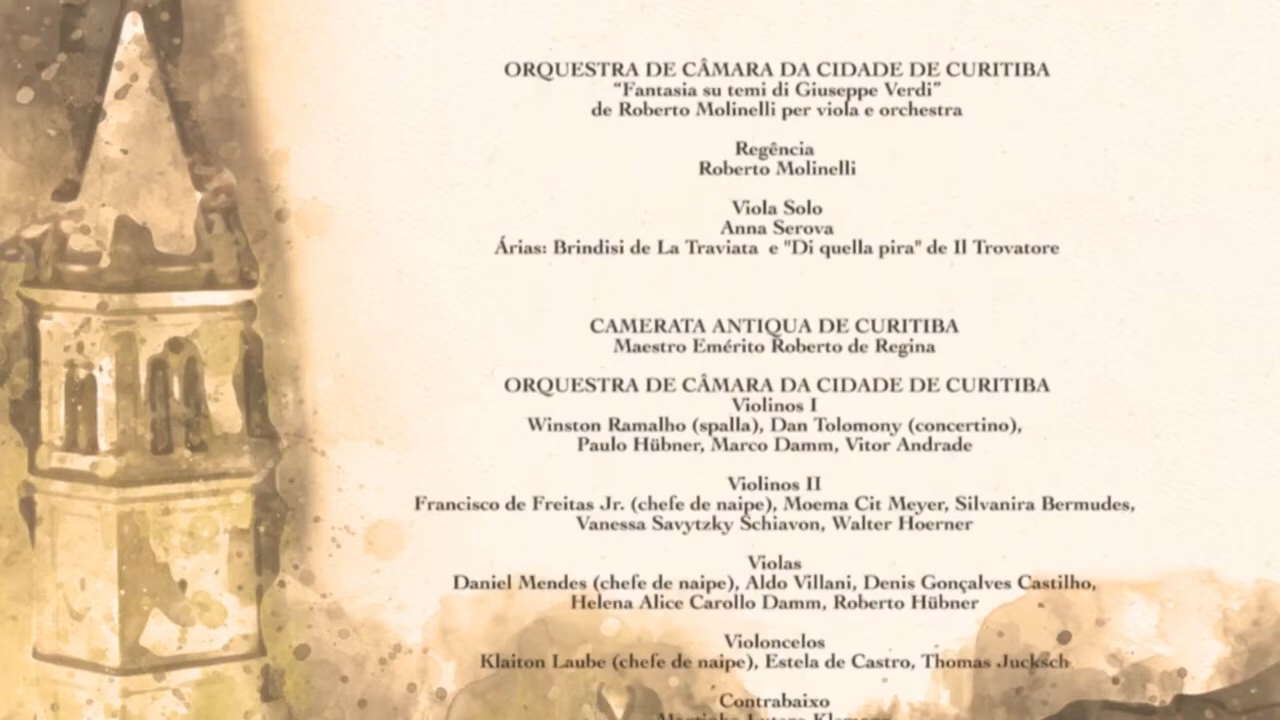 ORQUESTRA DE CÂMARA DA CIDADE DE CURITIBA
“Fantasia su temi di Giuseppe Verdi”
de Roberto Molinelli per viola e orchestra
Regência
Roberto Molinelli
Viola Solo
Anna Serova
Árias: Brindisi de La Traviata e "Di quella pira" de Il Trovatore
CAMERATA ANTIQUA DE CURITIBA
Maestro Emérito Roberto de Regina
ORQUESTRA DE CÂMARA DA CIDADE DE CURITIBA
Violinos I
Winston Ramalho (spalla), Dan Tolomony (concertino),
Paulo Hübner, Marco Damm, Vitor Andrade
Violinos II
Francisco de Freitas Jr. (chefe de naipe), Moema Cit Meyer, Silvanira Bermudes,
Vanessa Savytzky Schiavon, Walter Hoerner
Violas
Daniel Mendes (chefe de naipe), Aldo Villani, Denis Gonçalves Castilho,
Helena Alice Carollo Damm, Roberto Hübner
Violoncelos
Klaiton Laube (chefe de naipe), Estela de Castro, Thomas Jucksch
Contrabaixo